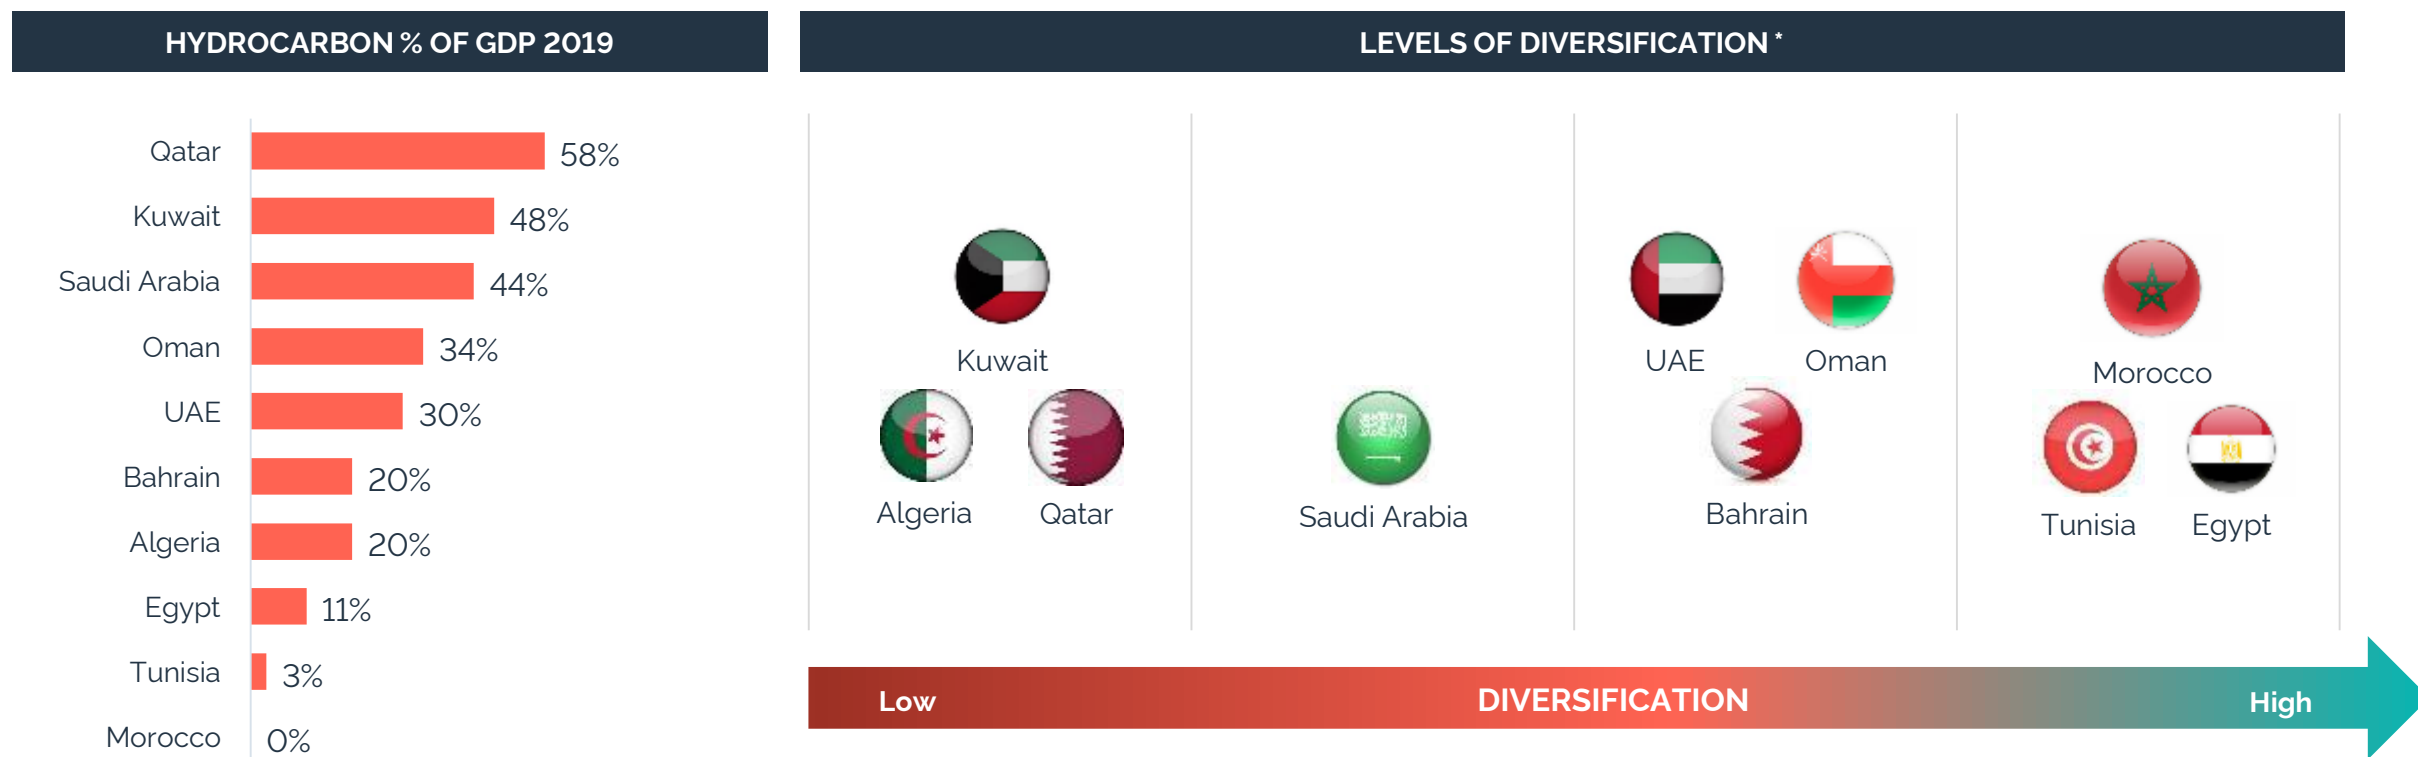 HYDROCARBON % OF GDP 2019
Qatar 58%
Kuwait 48%
Saudi Arabia 44%
Oman 34%
UAE 30%
Bahrain 20%
Algeria 20%
Egypt 11%
Tunisia 3%
Morocco 0%
LEVELS OF DIVERSIFICATION *
Kuwait
Algeria Qatar
Saudi Arabia
UAE Oman
Bahrain
Morocco
Tunisia Egypt
Low DIVERSIFICATION High